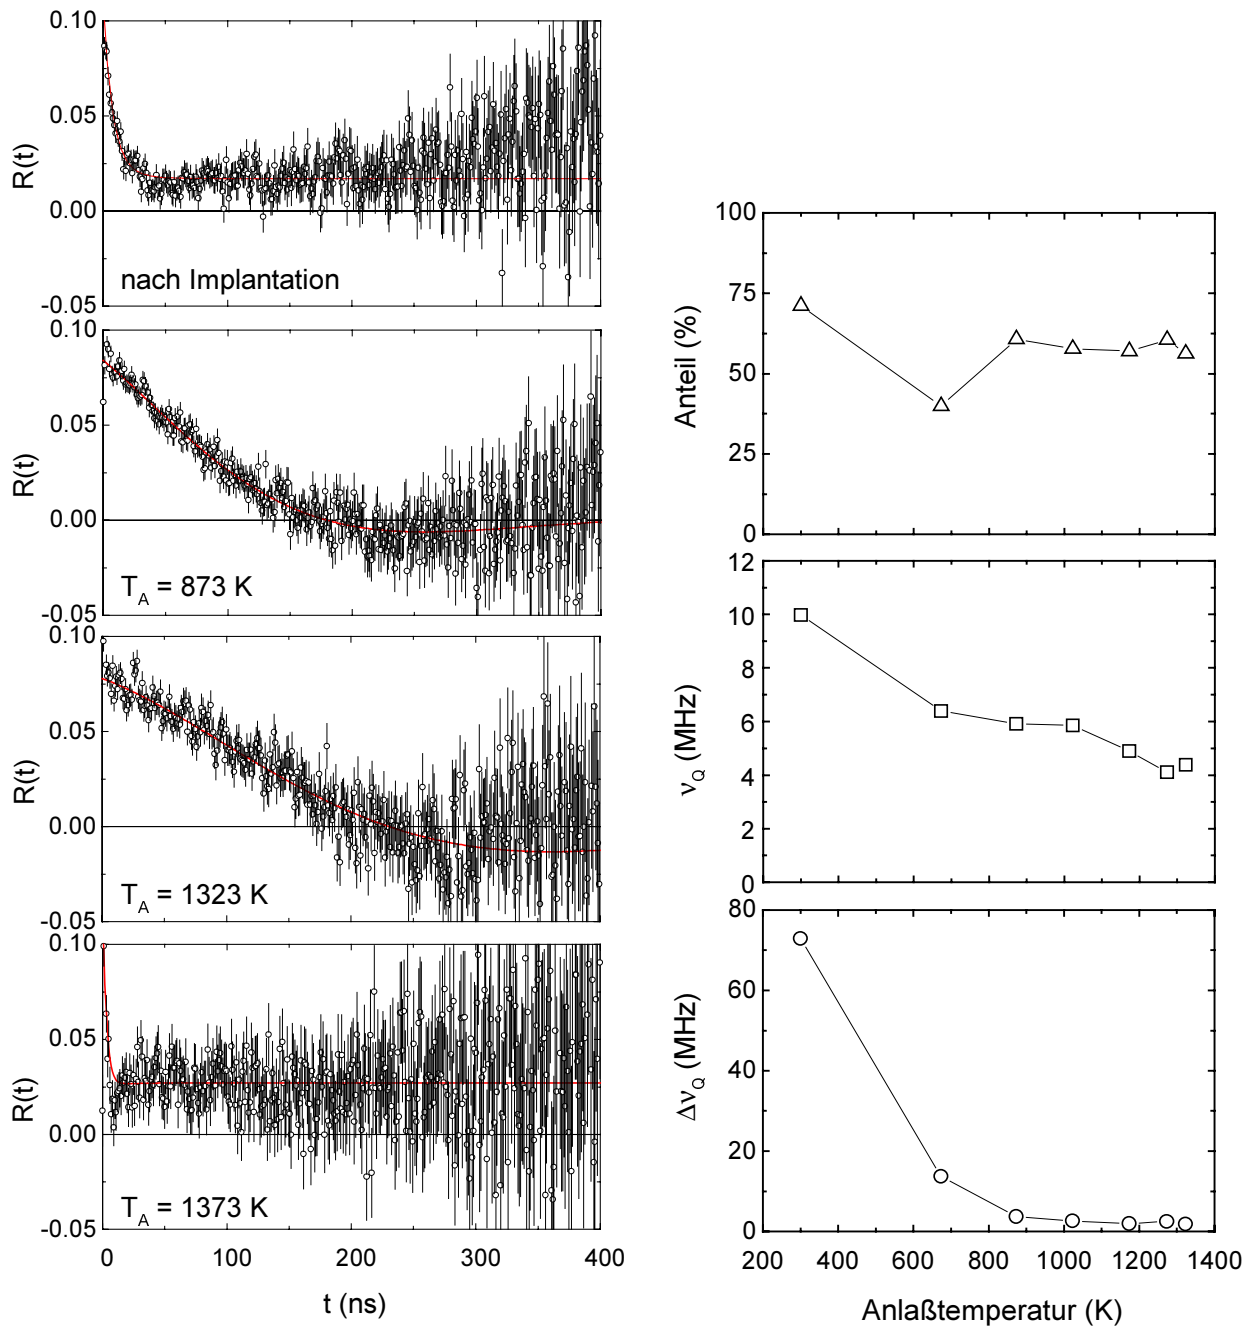 0.10
0.05
0.00
-0.05
R(t)
nach Implantation
0.10
0.05
0.00
-0.05
R(t)
T_A = 873 K
0.10
0.05
0.00
-0.05
R(t)
T_A = 1323 K
0.10
0.05
0.00
-0.05
R(t)
T_A = 1373 K
0 100 200 300 400
t (ns)
100
75
50
25
0
Anteil (%)
12
10
8
6
4
2
0
ν_Q (MHz)
80
60
40
20
0
Δν_Q (MHz)
200 400 600 800 1000 1200 1400
Anlaßtemperatur (K)